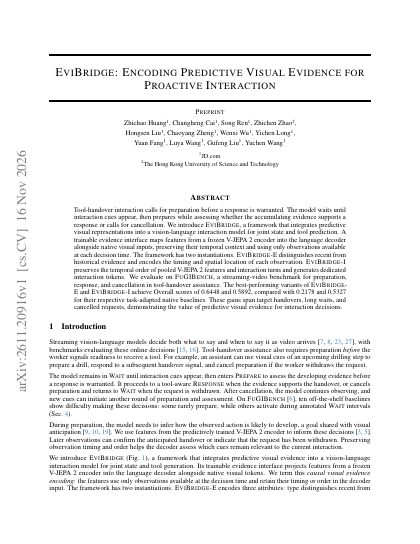 EVIBRIDGE: ENCODING PREDICTIVE VISUAL EVIDENCE FOR
PROACTIVE INTERACTION
PREPRINT
Zhichao Huang¹, Changheng Cai¹, Song Ren¹, Zhichen Zhao²,
Hongsen Liu¹, Chaoyang Zheng¹, Wenxi Wu¹, Yichen Long¹,
Yuan Fang¹, Luya Wang¹, Gufeng Liu¹, Yuchen Wang¹
¹JD.com
²The Hong Kong University of Science and Technology
ABSTRACT
Tool-handover interaction calls for preparation before a response is warranted. The model waits until
interaction cues appear, then prepares while assessing whether the accumulating evidence supports a
response or calls for cancellation. We introduce EVIBRIDGE, a framework that integrates predictive
visual representations into a vision-language interaction model for joint state and tool prediction. A
trainable evidence interface maps features from a frozen V-JEPA 2 encoder into the language decoder
alongside native visual inputs, preserving their temporal context and using only observations available
at each decision time. The framework has two instantiations. EVIBRIDGE-E distinguishes recent from
historical evidence and encodes the timing and spatial location of each observation. EVIBRIDGE-I
preserves the temporal order of pooled V-JEPA 2 features and interaction turns and generates dedicated
interaction tokens. We evaluate on FUGIBENCH, a streaming-video benchmark for preparation,
response, and cancellation in tool-handover assistance. The best-performing variants of EVIBRIDGE-
E and EVIBRIDGE-I achieve Overall scores of 0.6448 and 0.5892, compared with 0.2178 and 0.5327
for their respective task-adapted native baselines. These gains span target handovers, long waits, and
cancelled requests, demonstrating the value of predictive visual evidence for interaction decisions.
1 Introduction
Streaming vision-language models decide both what to say and when to say it as video arrives [7, 8, 23, 27], with
benchmarks evaluating these online decisions [15, 16]. Tool-handover assistance also requires preparation before the
worker signals readiness to receive a tool. For example, an assistant can use visual cues of an upcoming drilling step to
prepare a drill, respond to a subsequent handover signal, and cancel preparation if the worker withdraws the request.
The model remains in WAIT until interaction cues appear, then enters PREPARE to assess the developing evidence before
a response is warranted. It proceeds to a tool-aware RESPONSE when the evidence supports the handover, or cancels
preparation and returns to WAIT when the request is withdrawn. After cancellation, the model continues observing, and
new cues can initiate another round of preparation and assessment. On FUGIBENCH [6], ten off-the-shelf baselines
show difficulty making these decisions: some rarely prepare, while others activate during annotated WAIT intervals
(Sec. 4).
During preparation, the model needs to infer how the observed action is likely to develop, a goal shared with visual
anticipation [9, 10, 19]. We use features from the predictively trained V-JEPA 2 encoder to inform these decisions [3, 5].
Later observations can confirm the anticipated handover or indicate that the request has been withdrawn. Preserving
observation timing and order helps the decoder assess which cues remain relevant to the current interaction.
We introduce EVIBRIDGE (Fig. 1), a framework that integrates predictive visual evidence into a vision-language
interaction model for joint state and tool generation. Its trainable evidence interface projects features from a frozen
V-JEPA 2 encoder into the language decoder alongside native visual tokens. We term this causal visual evidence
encoding: the features use only observations available at the decision time and retain their timing or order in the decoder
input. The framework has two instantiations. EVIBRIDGE-E encodes three attributes: type distinguishes recent from
arXiv:2611.20916v1 [cs.CV] 16 Nov 2026